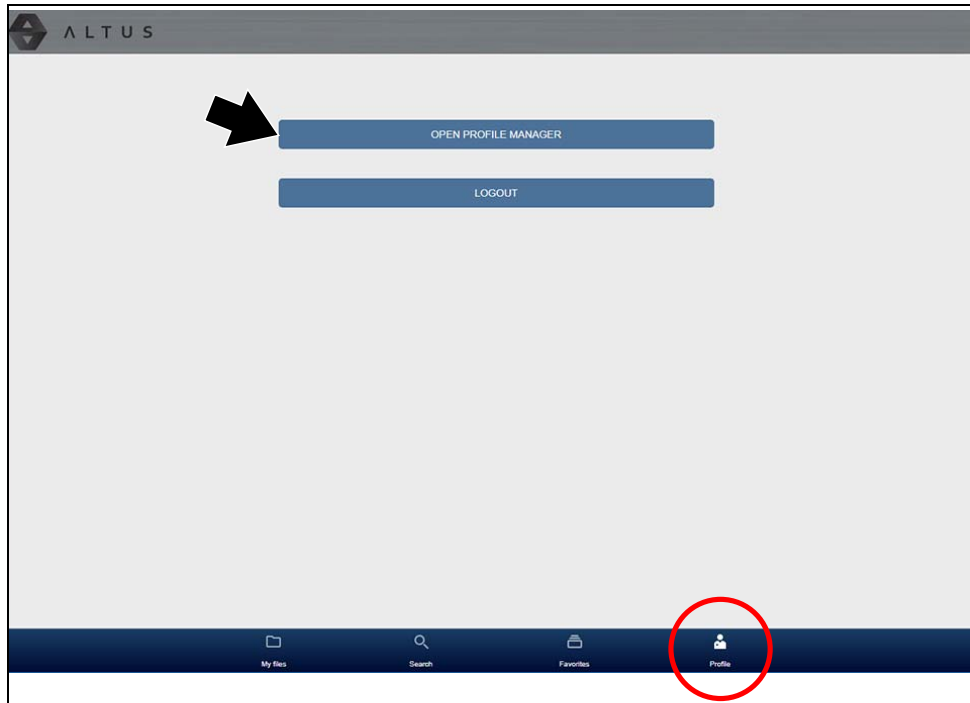 ALTUS
OPEN PROFILE MANAGER
LOGOUT
My files
Search
Favorites
Profile